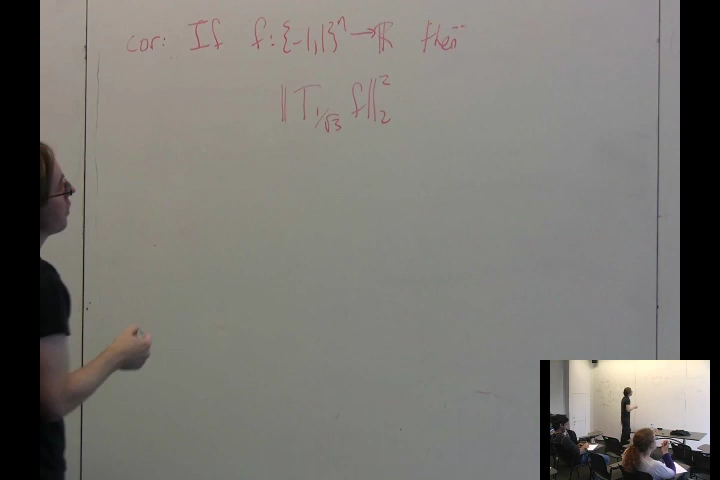 cor: If f: {-1,1}ⁿ → ℝ then
‖T_{1/√3} f‖₂²